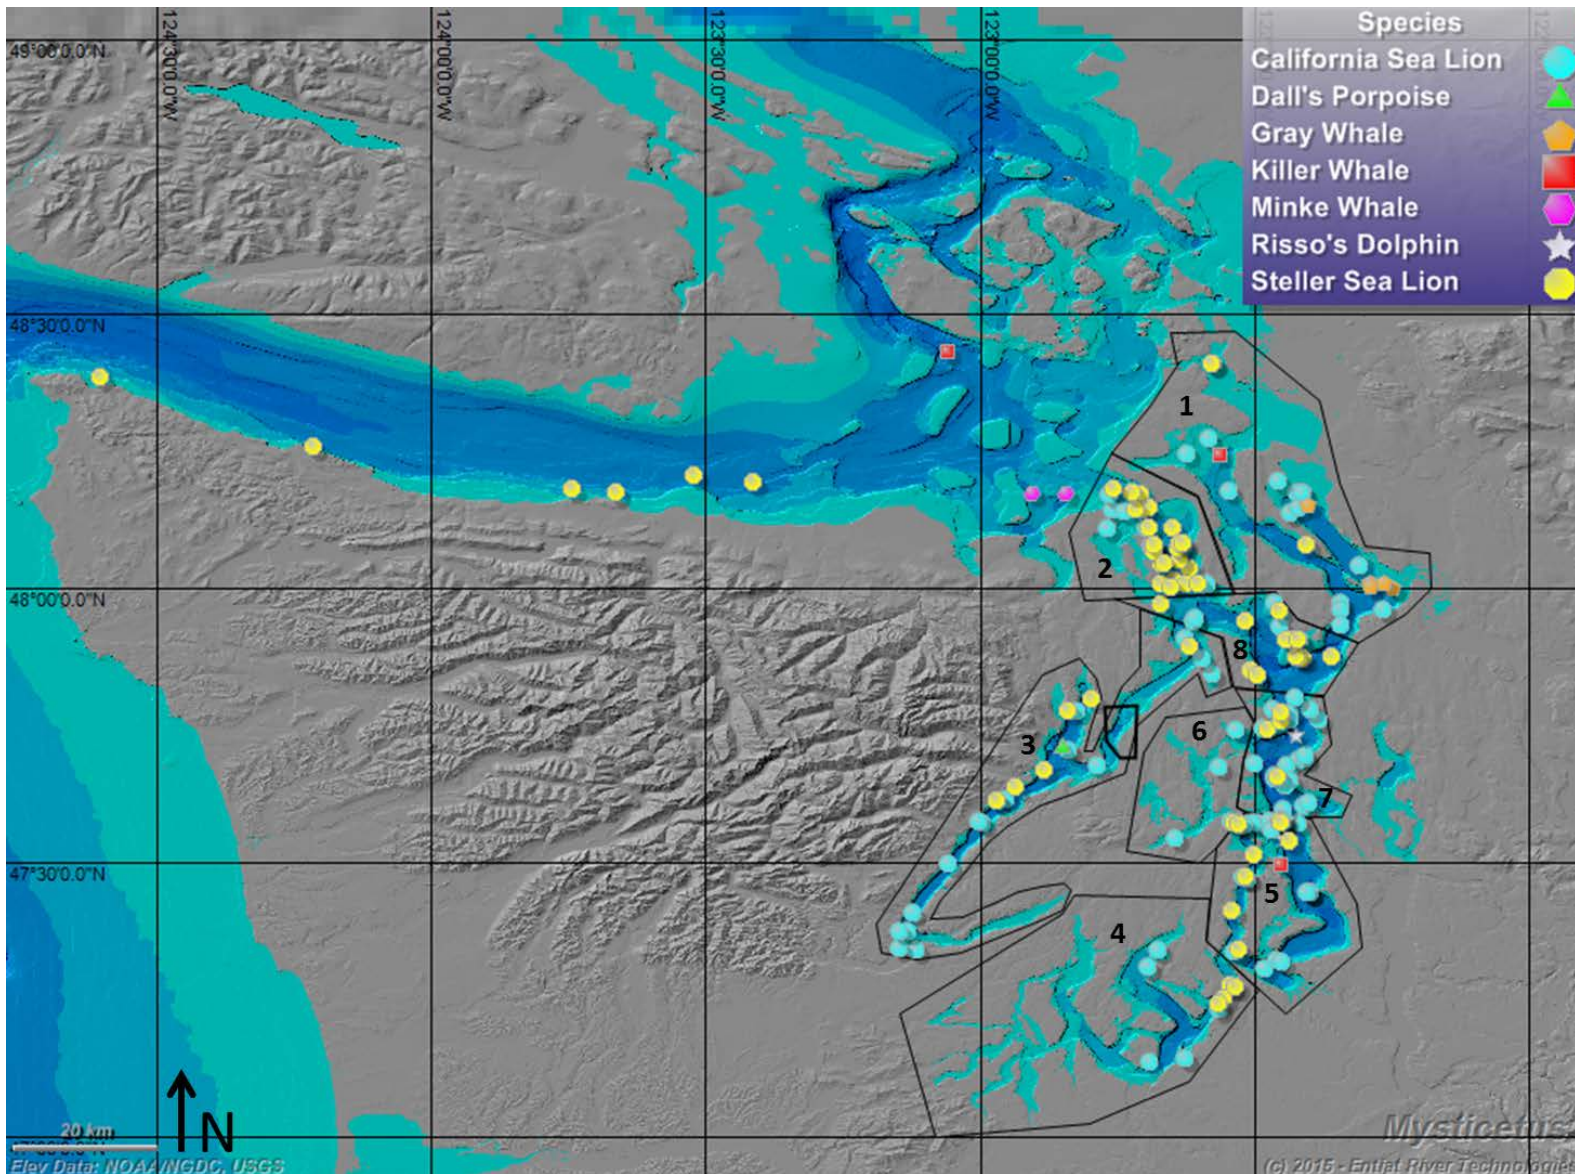 124°30'0.0"W
124°00'0.0"W
123°30'0.0"W
123°00'0.0"W
Species
California Sea Lion
Dall's Porpoise
Gray Whale
Killer Whale
Minke Whale
Risso's Dolphin
Steller Sea Lion
49°00'0.0"N
48°30'0.0"N
48°00'0.0"N
47°30'0.0"N
1
2
8
3
6
7
5
4
N
20 km
Elev Data: NOAA/NGDC, USGS
Mysticetus
(c) 2015 - Entiat River Technologies